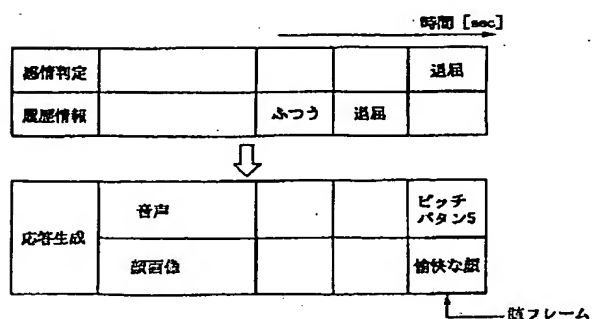 時間 [sec]
感情判定 退屈
履歴情報 ふつう 退屈
応答生成 音声 ピッチ
パタン5
顔画像 愉快な顔
該フレーム